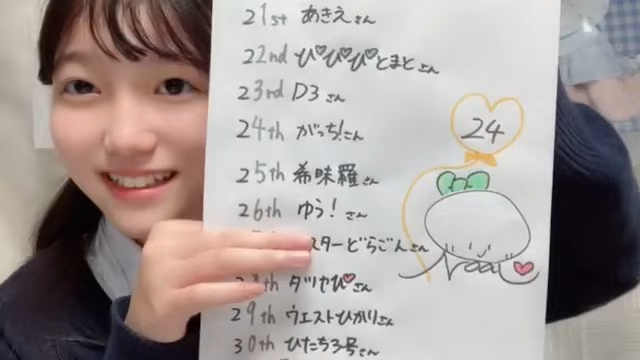 21st あきえさん
22nd ぴ♥ぴ♥ぴ♥とまとさん
23rd D3さん
24th がっち!さん
25th 希味羅さん
26th ゆう!さん
スターどらごんさん
th タツヤぴ♥さん
29th ウエストひかりさん
30th ひたち3号さん
24